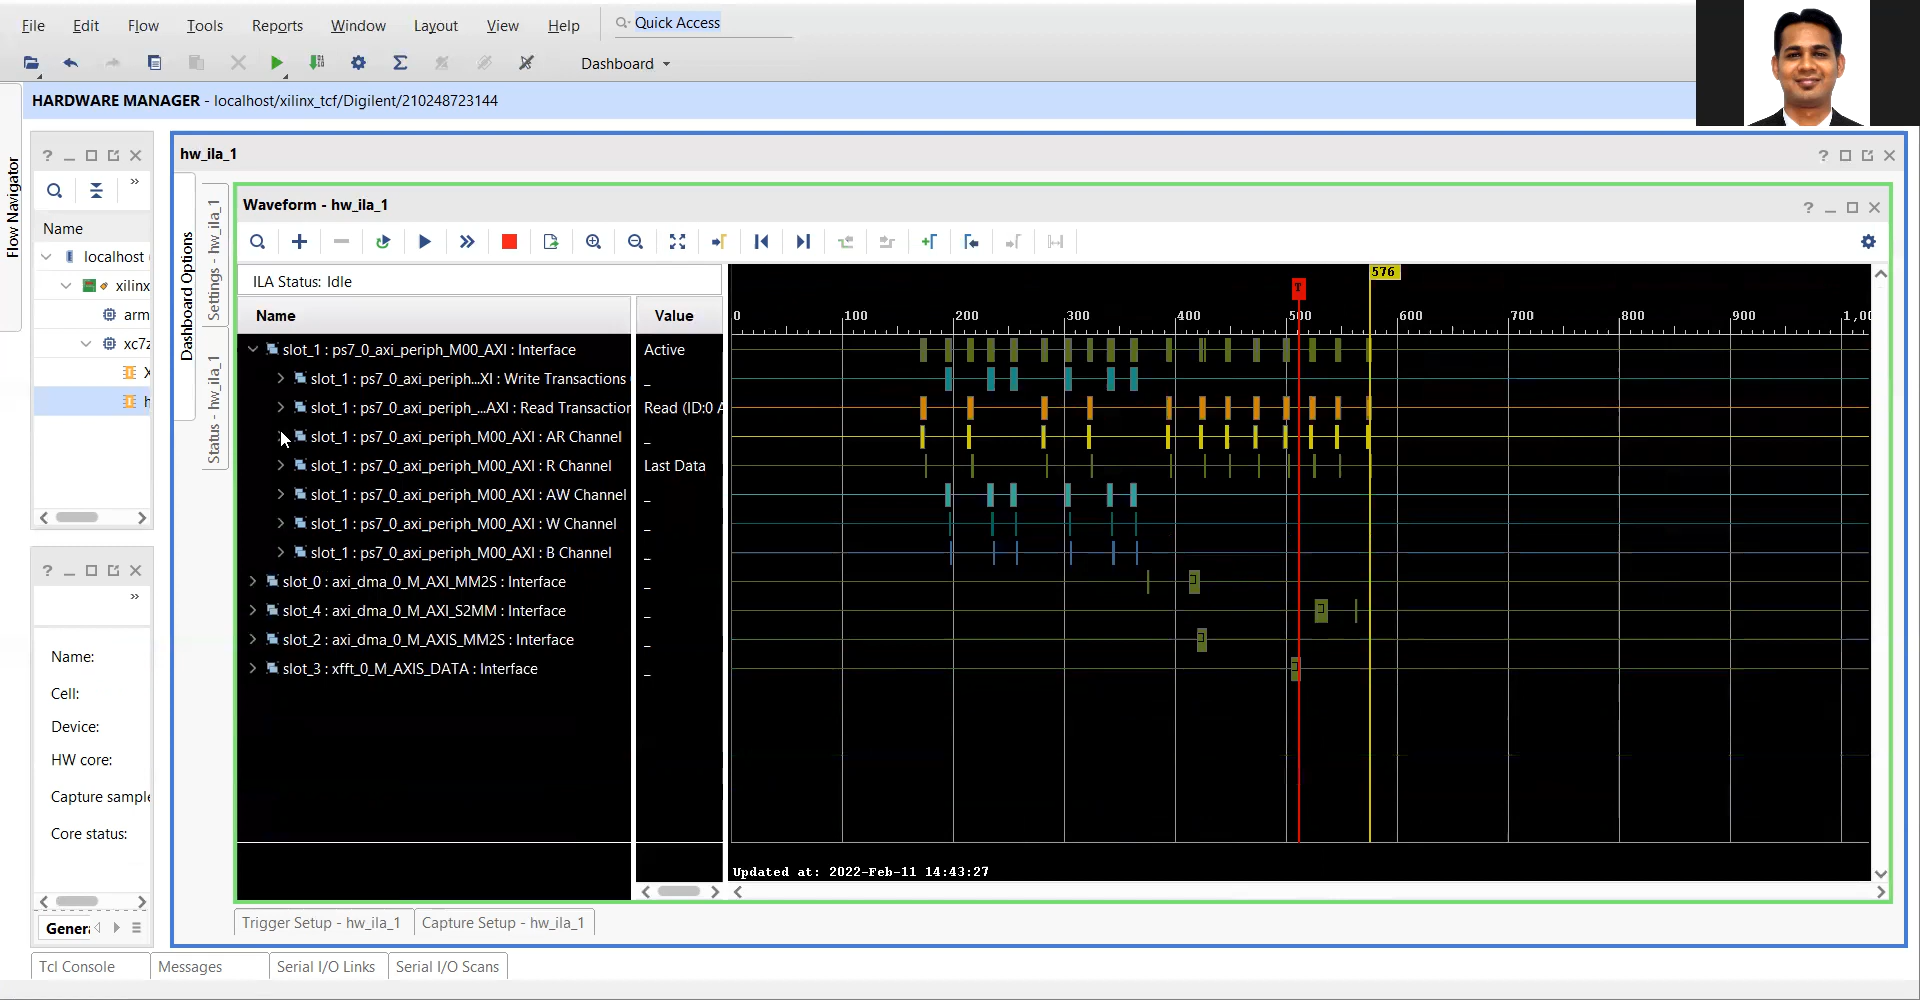 File Edit Flow Tools Reports Window Layout View Help Quick Access
Dashboard
HARDWARE MANAGER - localhost/xilinx_tcf/Digilent/210248723144
Flow Navigator
Name
localhost
xilinx
arm
xc7z
X
h
Name:
Cell:
Device:
HW core:
Capture sample
Core status:
Genera
hw_ila_1
Dashboard Options
Settings - hw_ila_1
Status - hw_ila_1
Waveform - hw_ila_1
ILA Status: Idle
Name Value
slot_1 : ps7_0_axi_periph_M00_AXI : Interface Active
slot_1 : ps7_0_axi_periph...XI : Write Transactions _
slot_1 : ps7_0_axi_periph_...AXI : Read Transaction Read (ID:0 A
slot_1 : ps7_0_axi_periph_M00_AXI : AR Channel _
slot_1 : ps7_0_axi_periph_M00_AXI : R Channel Last Data
slot_1 : ps7_0_axi_periph_M00_AXI : AW Channel _
slot_1 : ps7_0_axi_periph_M00_AXI : W Channel _
slot_1 : ps7_0_axi_periph_M00_AXI : B Channel _
slot_0 : axi_dma_0_M_AXI_MM2S : Interface _
slot_4 : axi_dma_0_M_AXI_S2MM : Interface _
slot_2 : axi_dma_0_M_AXIS_MM2S : Interface _
slot_3 : xfft_0_M_AXIS_DATA : Interface _
576
T
0 100 200 300 400 500 600 700 800 900 1,00
Updated at: 2022-Feb-11 14:43:27
Trigger Setup - hw_ila_1 Capture Setup - hw_ila_1
Tcl Console Messages Serial I/O Links Serial I/O Scans